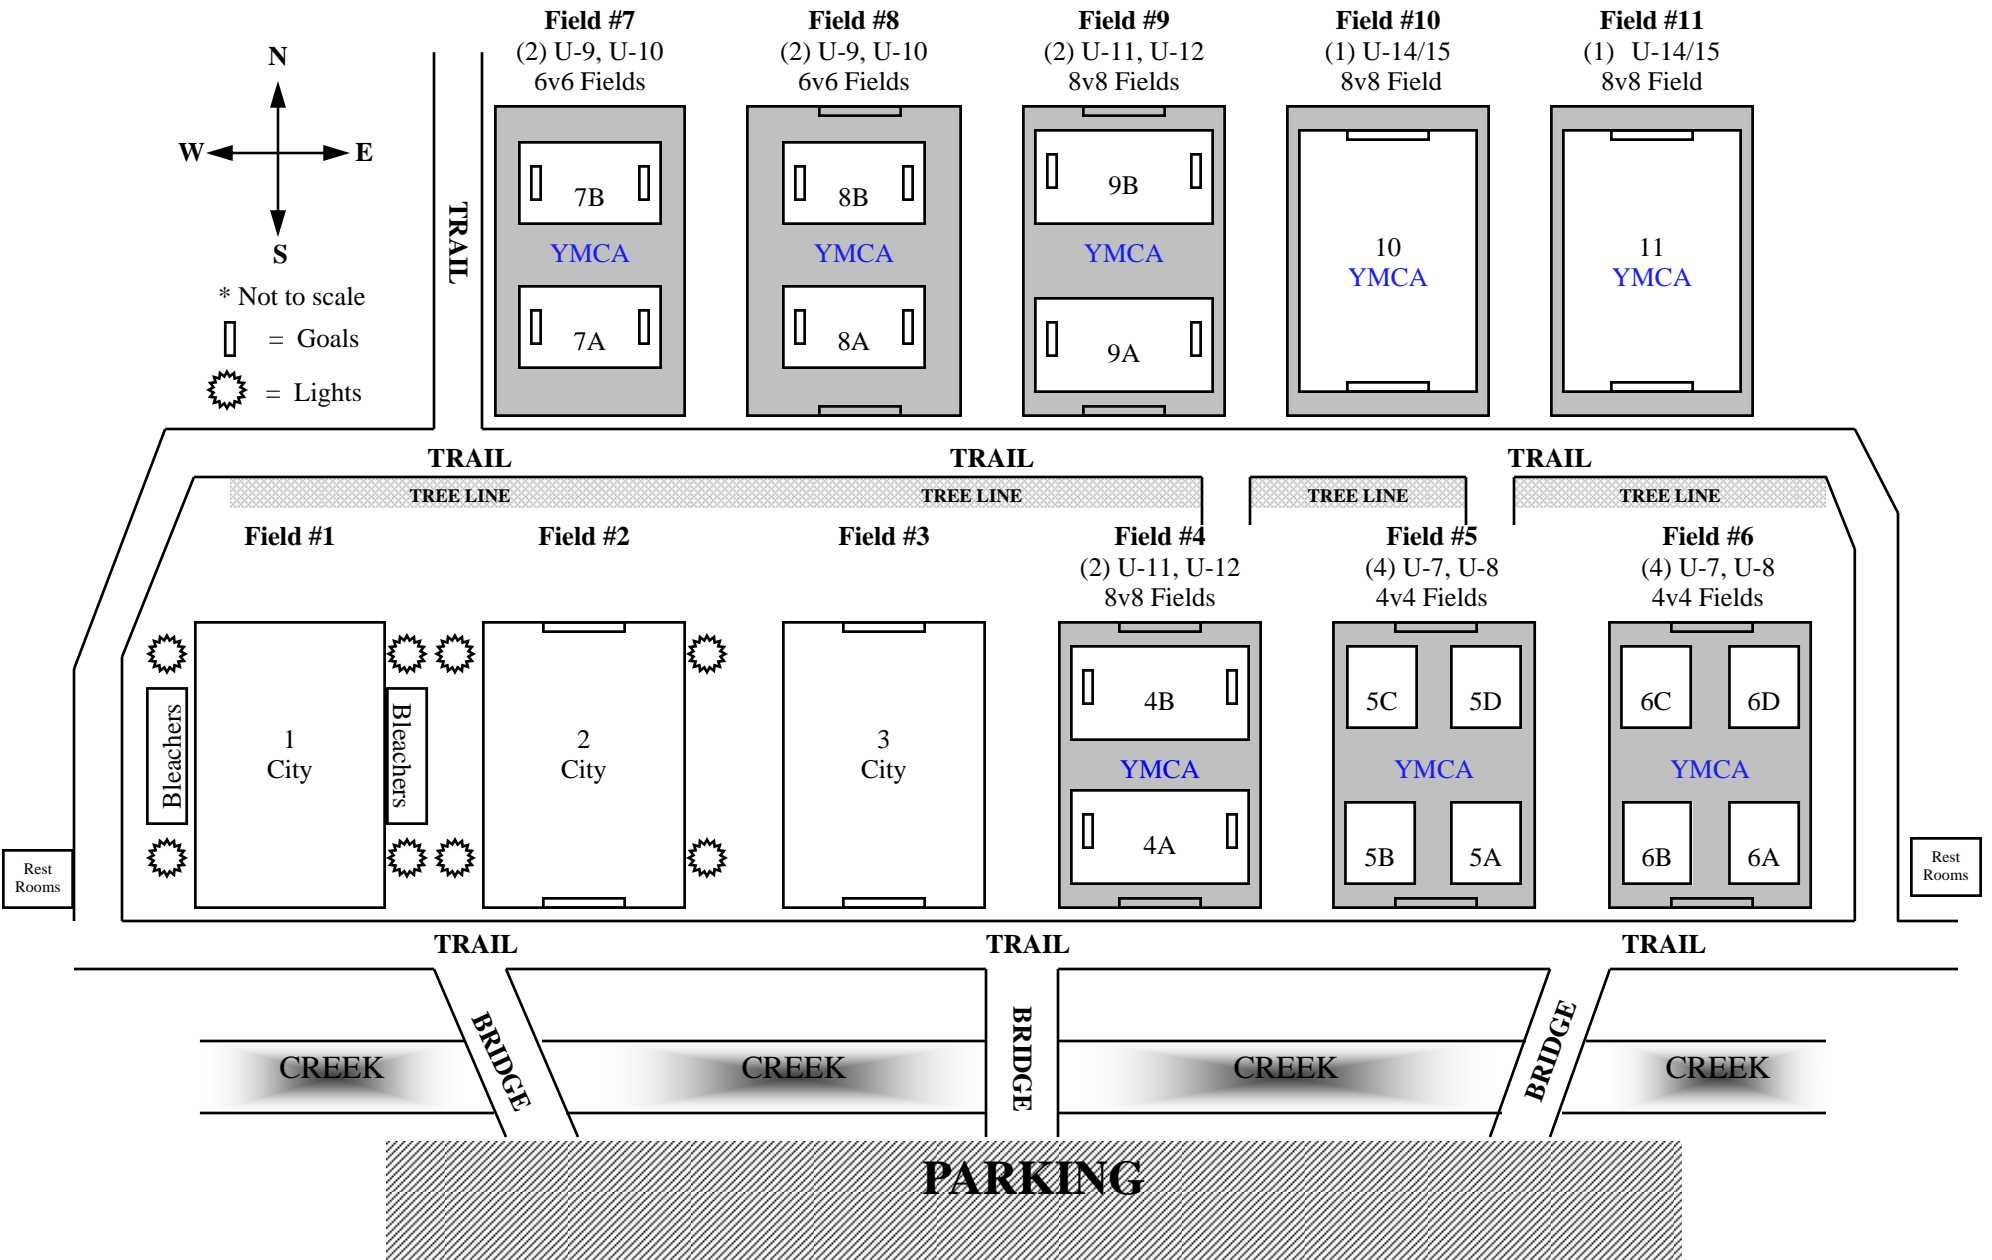 Field #7
(2) U-9, U-10
6v6 Fields
Field #8
(2) U-9, U-10
6v6 Fields
Field #9
(2) U-11, U-12
8v8 Fields
Field #10
(1) U-14/15
8v8 Field
Field #11
(1) U-14/15
8v8 Field
N
W
E
S
* Not to scale
= Goals
= Lights
TRAIL
7B
YMCA
7A
8B
YMCA
8A
9B
YMCA
9A
10
YMCA
11
YMCA
TRAIL
TRAIL
TRAIL
TREE LINE
TREE LINE
TREE LINE
TREE LINE
Field #1
Field #2
Field #3
Field #4
(2) U-11, U-12
8v8 Fields
Field #5
(4) U-7, U-8
4v4 Fields
Field #6
(4) U-7, U-8
4v4 Fields
Bleachers
1
City
Bleachers
2
City
3
City
4B
YMCA
4A
5C
5D
YMCA
5B
5A
6C
6D
YMCA
6B
6A
Rest
Rooms
Rest
Rooms
TRAIL
TRAIL
TRAIL
BRIDGE
BRIDGE
BRIDGE
CREEK
CREEK
CREEK
CREEK
PARKING